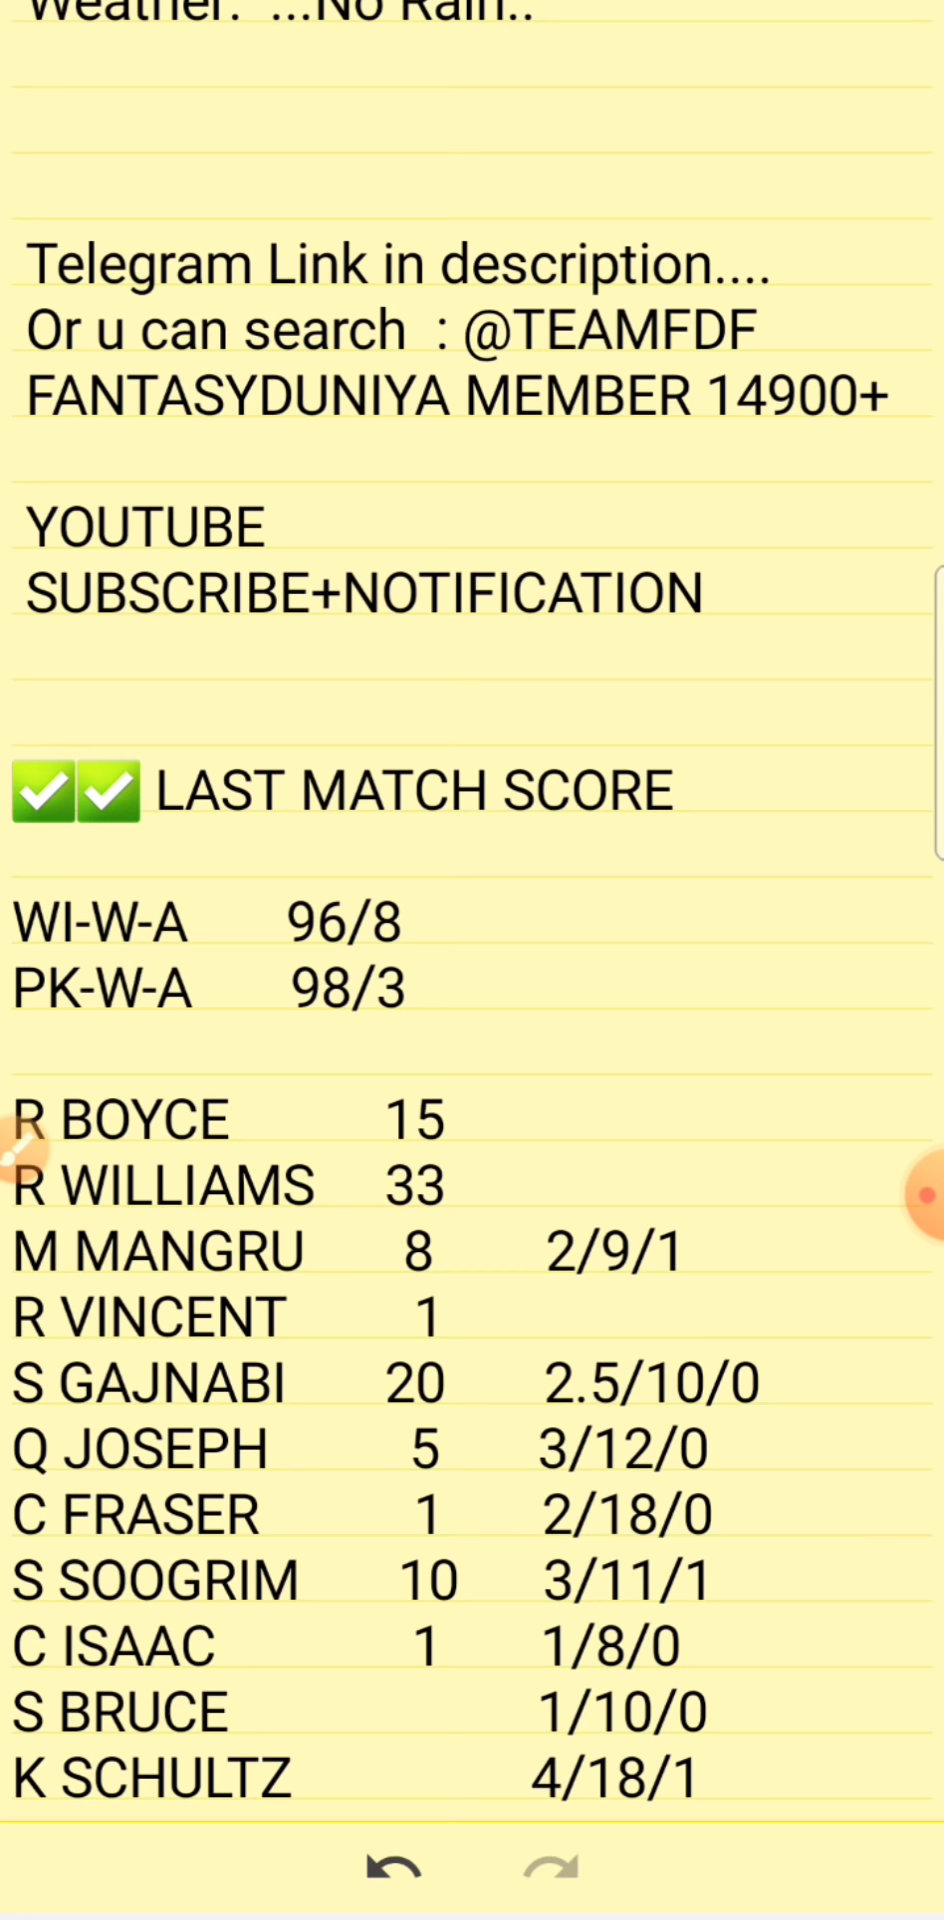 Weather: ...No Rain..
Telegram Link in description....
Or u can search : @TEAMFDF
FANTASYDUNIYA MEMBER 14900+
YOUTUBE
SUBSCRIBE+NOTIFICATION
✅✅ LAST MATCH SCORE
WI-W-A 96/8
PK-W-A 98/3
R BOYCE 15
R WILLIAMS 33
M MANGRU 8 2/9/1
R VINCENT 1
S GAJNABI 20 2.5/10/0
Q JOSEPH 5 3/12/0
C FRASER 1 2/18/0
S SOOGRIM 10 3/11/1
C ISAAC 1 1/8/0
S BRUCE 1/10/0
K SCHULTZ 4/18/1